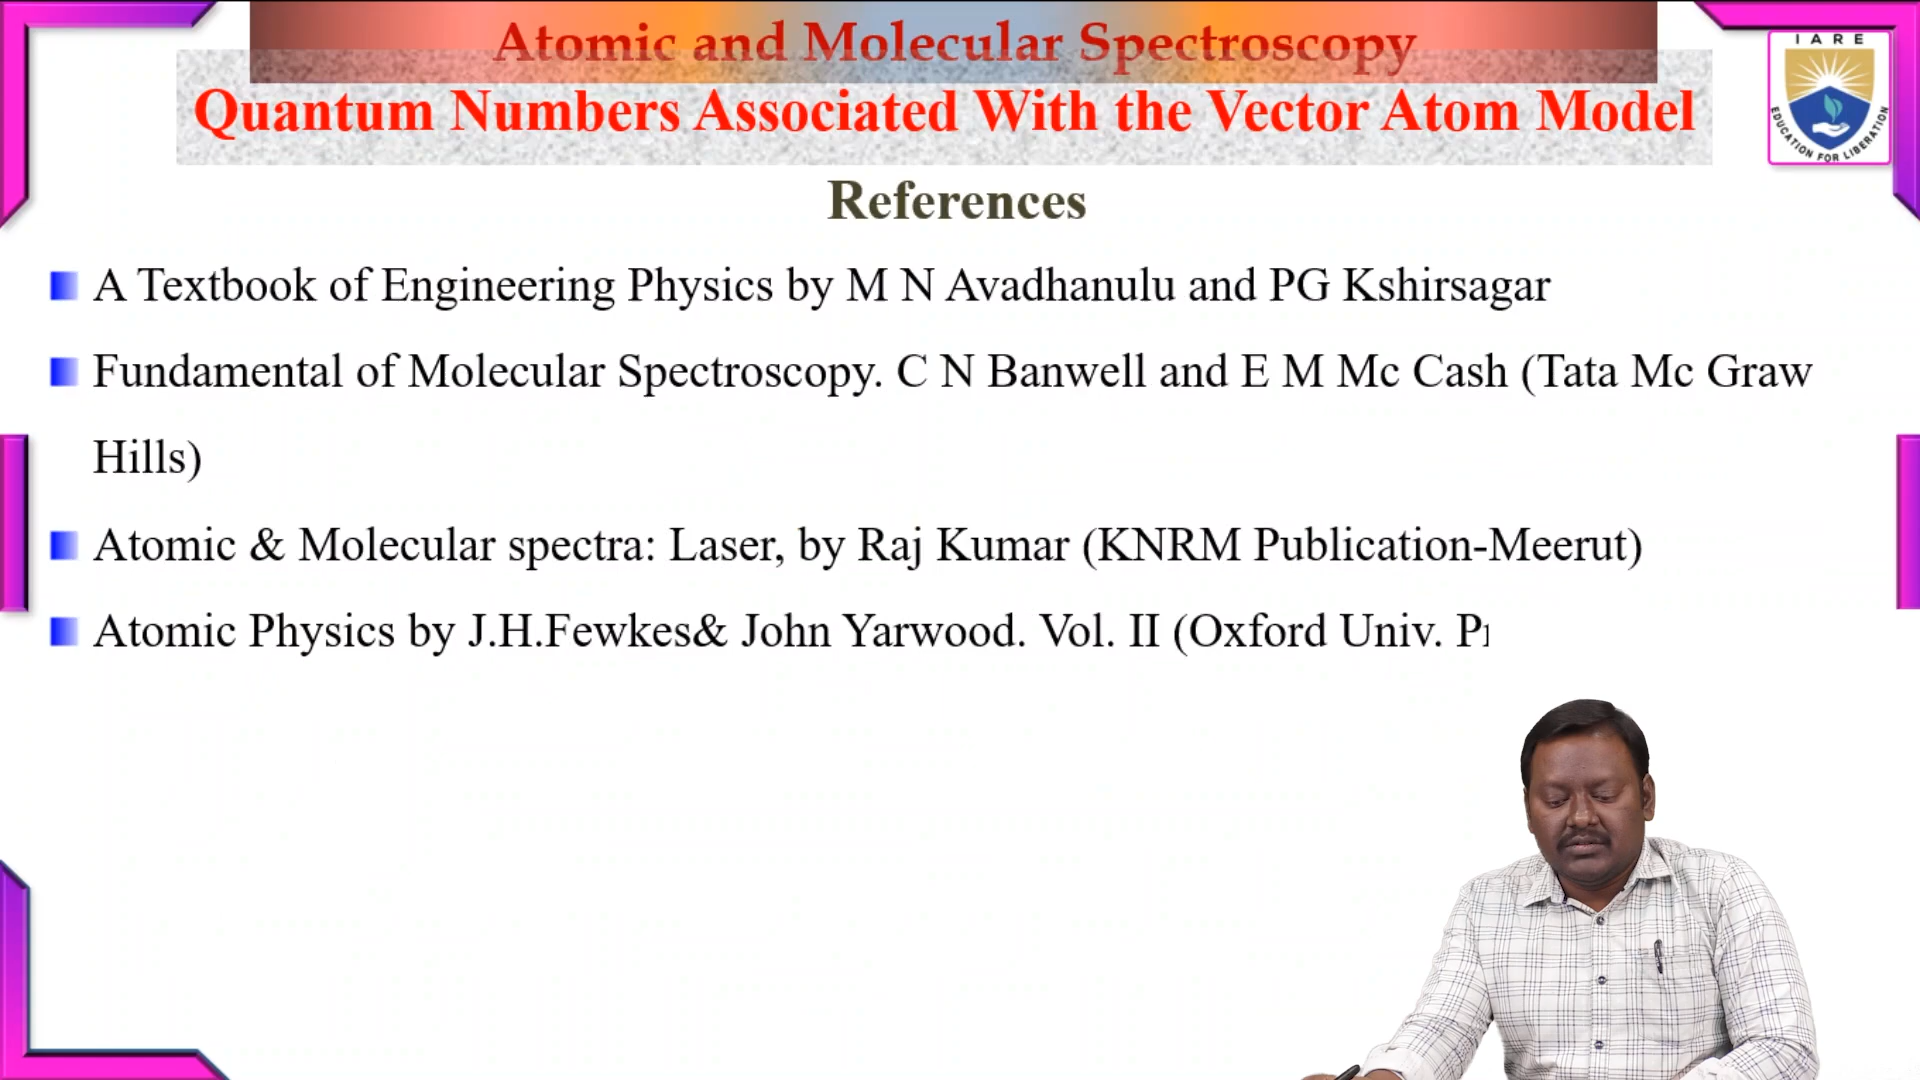 Atomic and Molecular Spectroscopy
Quantum Numbers Associated With the Vector Atom Model
IARE
EDUCATION FOR LIBERATION
References
A Textbook of Engineering Physics by M N Avadhanulu and PG Kshirsagar
Fundamental of Molecular Spectroscopy. C N Banwell and E M Mc Cash (Tata Mc Graw
Hills)
Atomic & Molecular spectra: Laser, by Raj Kumar (KNRM Publication-Meerut)
Atomic Physics by J.H.Fewkes& John Yarwood. Vol. II (Oxford Univ.